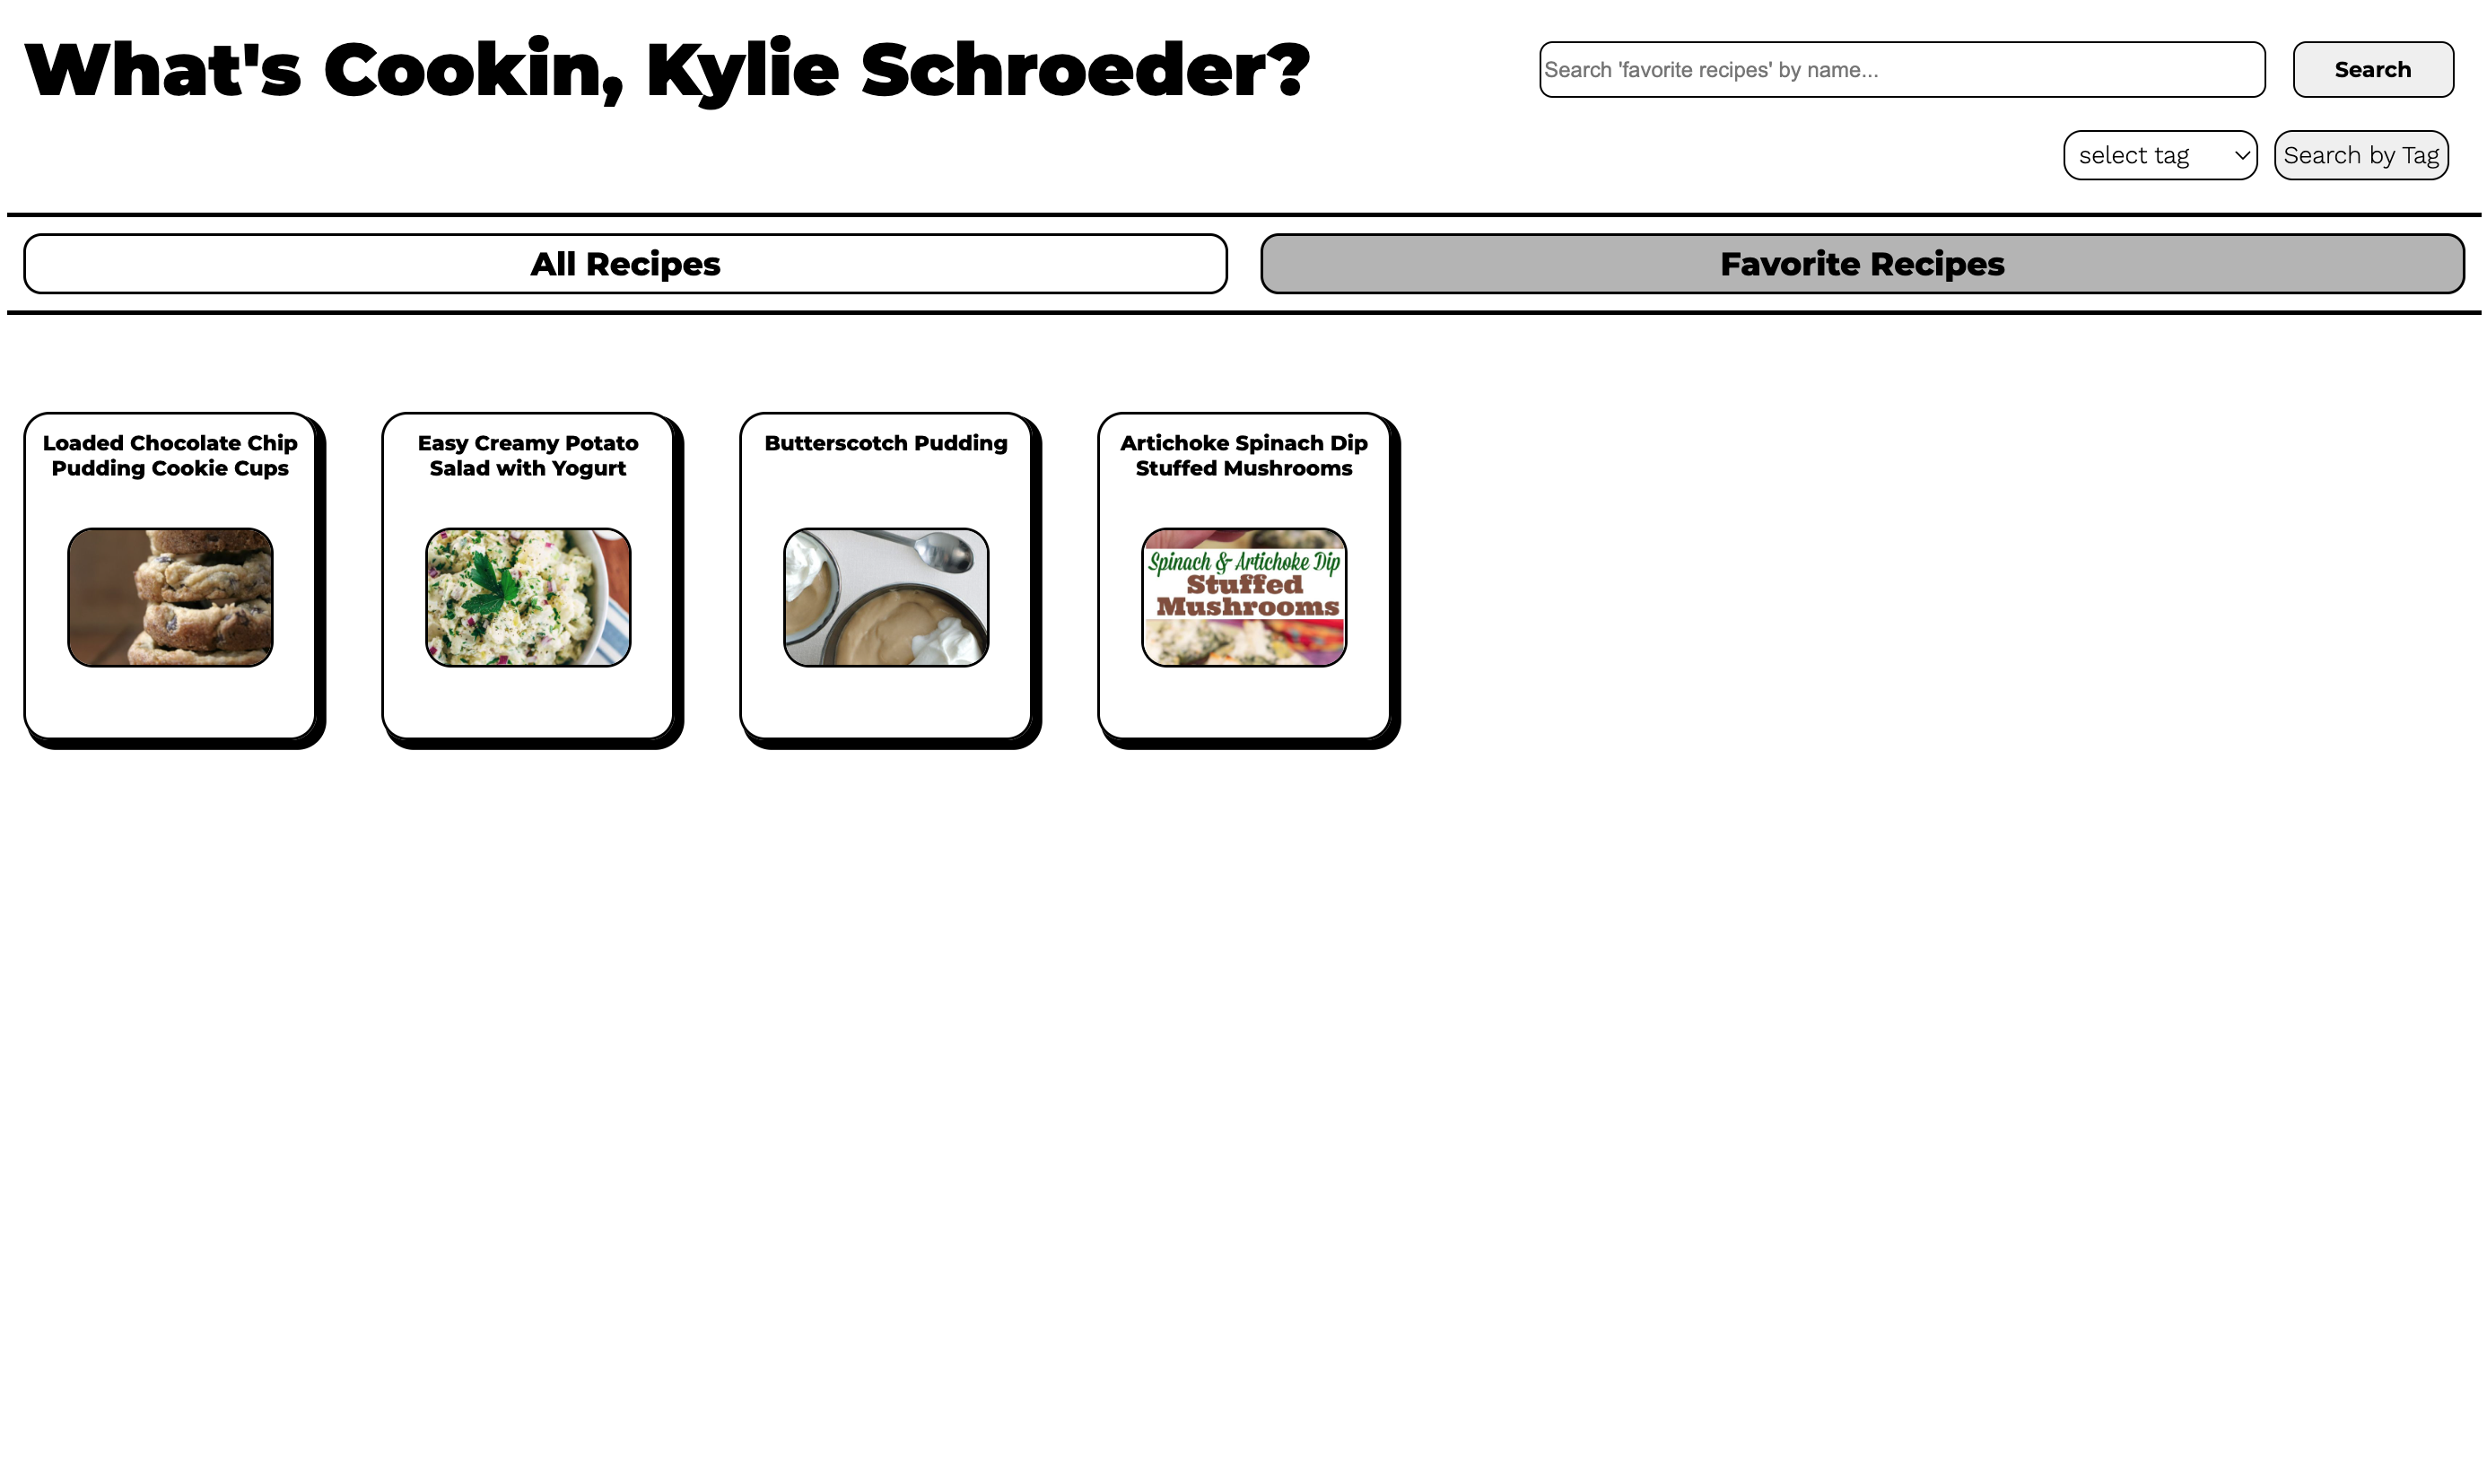 What's Cookin, Kylie Schroeder?
Search 'favorite recipes' by name...
Search
select tag
Search by Tag
All Recipes
Favorite Recipes
Loaded Chocolate Chip
Pudding Cookie Cups
Easy Creamy Potato
Salad with Yogurt
Butterscotch Pudding
Artichoke Spinach Dip
Stuffed Mushrooms
Spinach & Artichoke Dip
Stuffed
Mushrooms